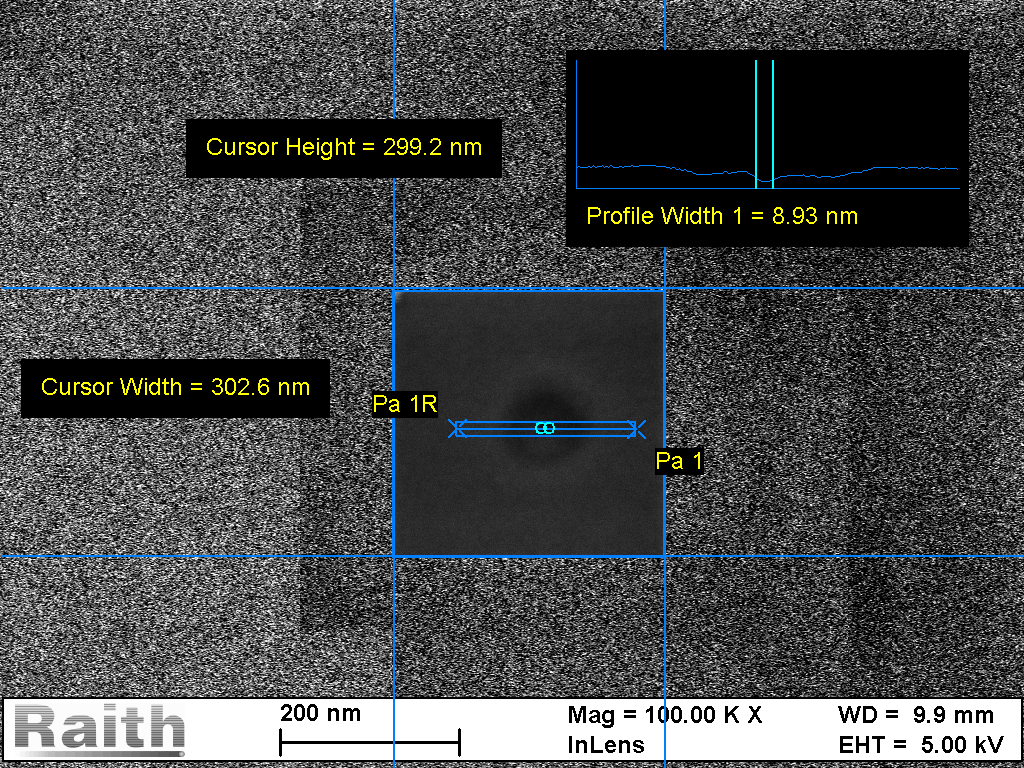 Cursor Height = 299.2 nm
Profile Width 1 = 8.93 nm
Cursor Width = 302.6 nm
Pa 1R
Pa 1
Raith
200 nm
Mag = 100.00 K X
InLens
WD = 9.9 mm
EHT = 5.00 kV